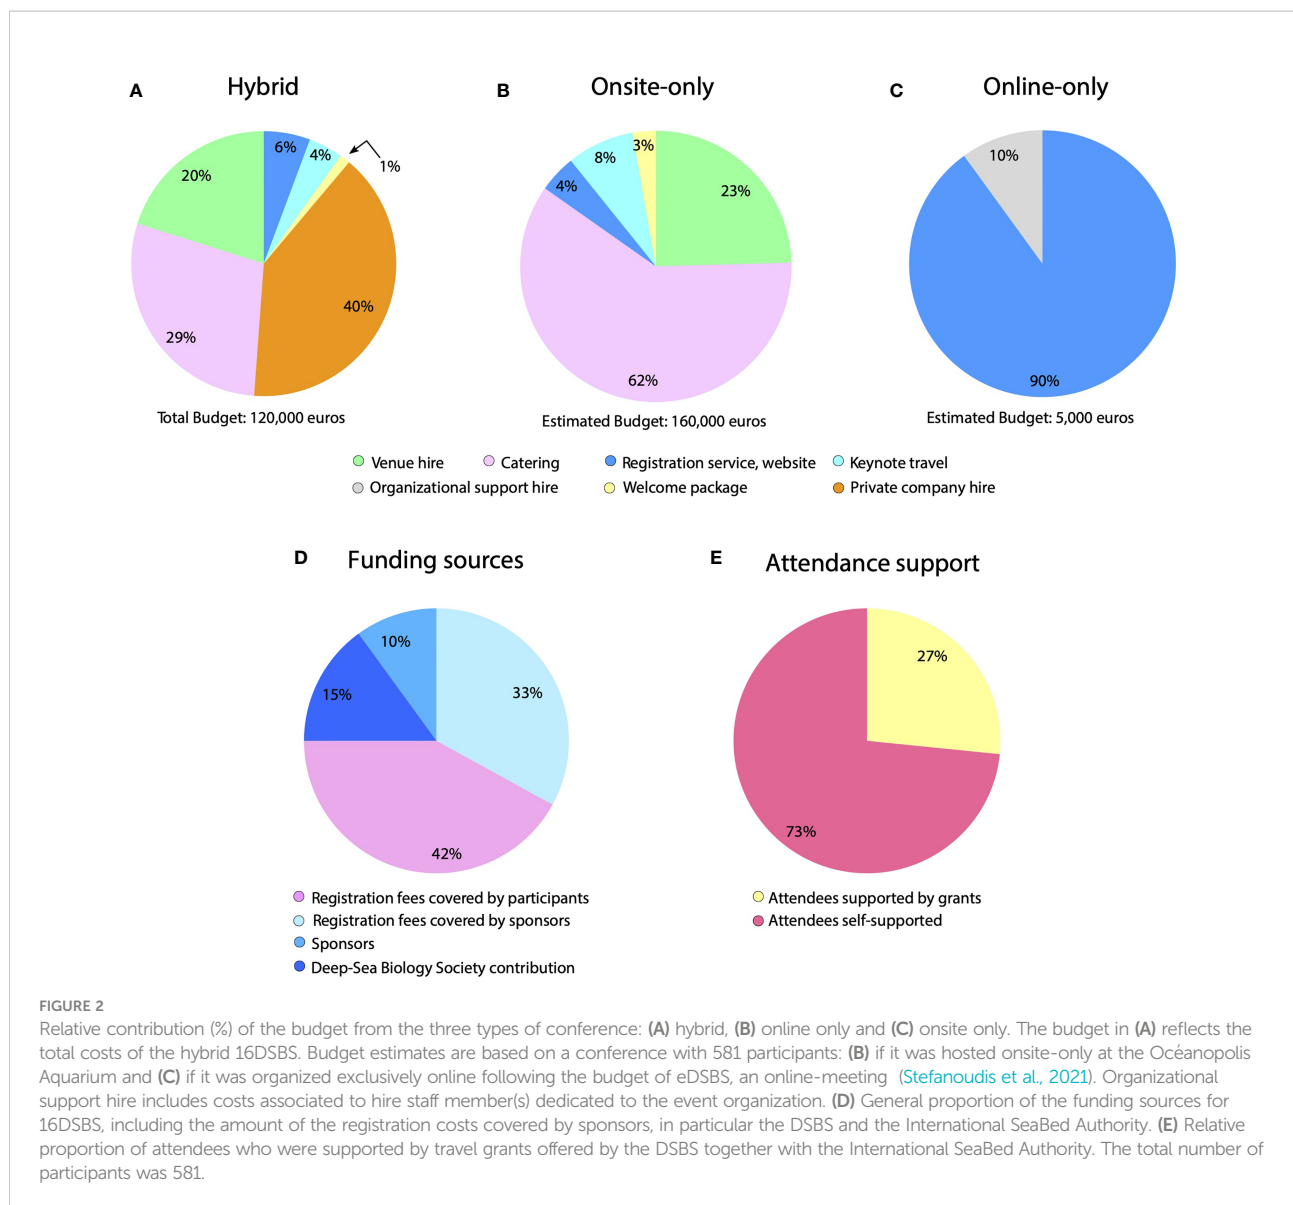 A Hybrid
B Onsite-only
C Online-only
6%
4%
1%
20%
40%
29%
Total Budget: 120,000 euros
3%
8%
4%
23%
62%
Estimated Budget: 160,000 euros
10%
90%
Estimated Budget: 5,000 euros
Venue hire
Catering
Registration service, website
Keynote travel
Organizational support hire
Welcome package
Private company hire
D Funding sources
10%
15%
33%
42%
Registration fees covered by participants
Registration fees covered by sponsors
Sponsors
Deep-Sea Biology Society contribution
E Attendance support
27%
73%
Attendees supported by grants
Attendees self-supported
FIGURE 2
Relative contribution (%) of the budget from the three types of conference: (A) hybrid, (B) online only and (C) onsite only. The budget in (A) reflects the
total costs of the hybrid 16DSBS. Budget estimates are based on a conference with 581 participants: (B) if it was hosted onsite-only at the Océanopolis
Aquarium and (C) if it was organized exclusively online following the budget of eDSBS, an online-meeting (Stefanoudis et al., 2021). Organizational
support hire includes costs associated to hire staff member(s) dedicated to the event organization. (D) General proportion of the funding sources for
16DSBS, including the amount of the registration costs covered by sponsors, in particular the DSBS and the International SeaBed Authority. (E) Relative
proportion of attendees who were supported by travel grants offered by the DSBS together with the International SeaBed Authority. The total number of
participants was 581.